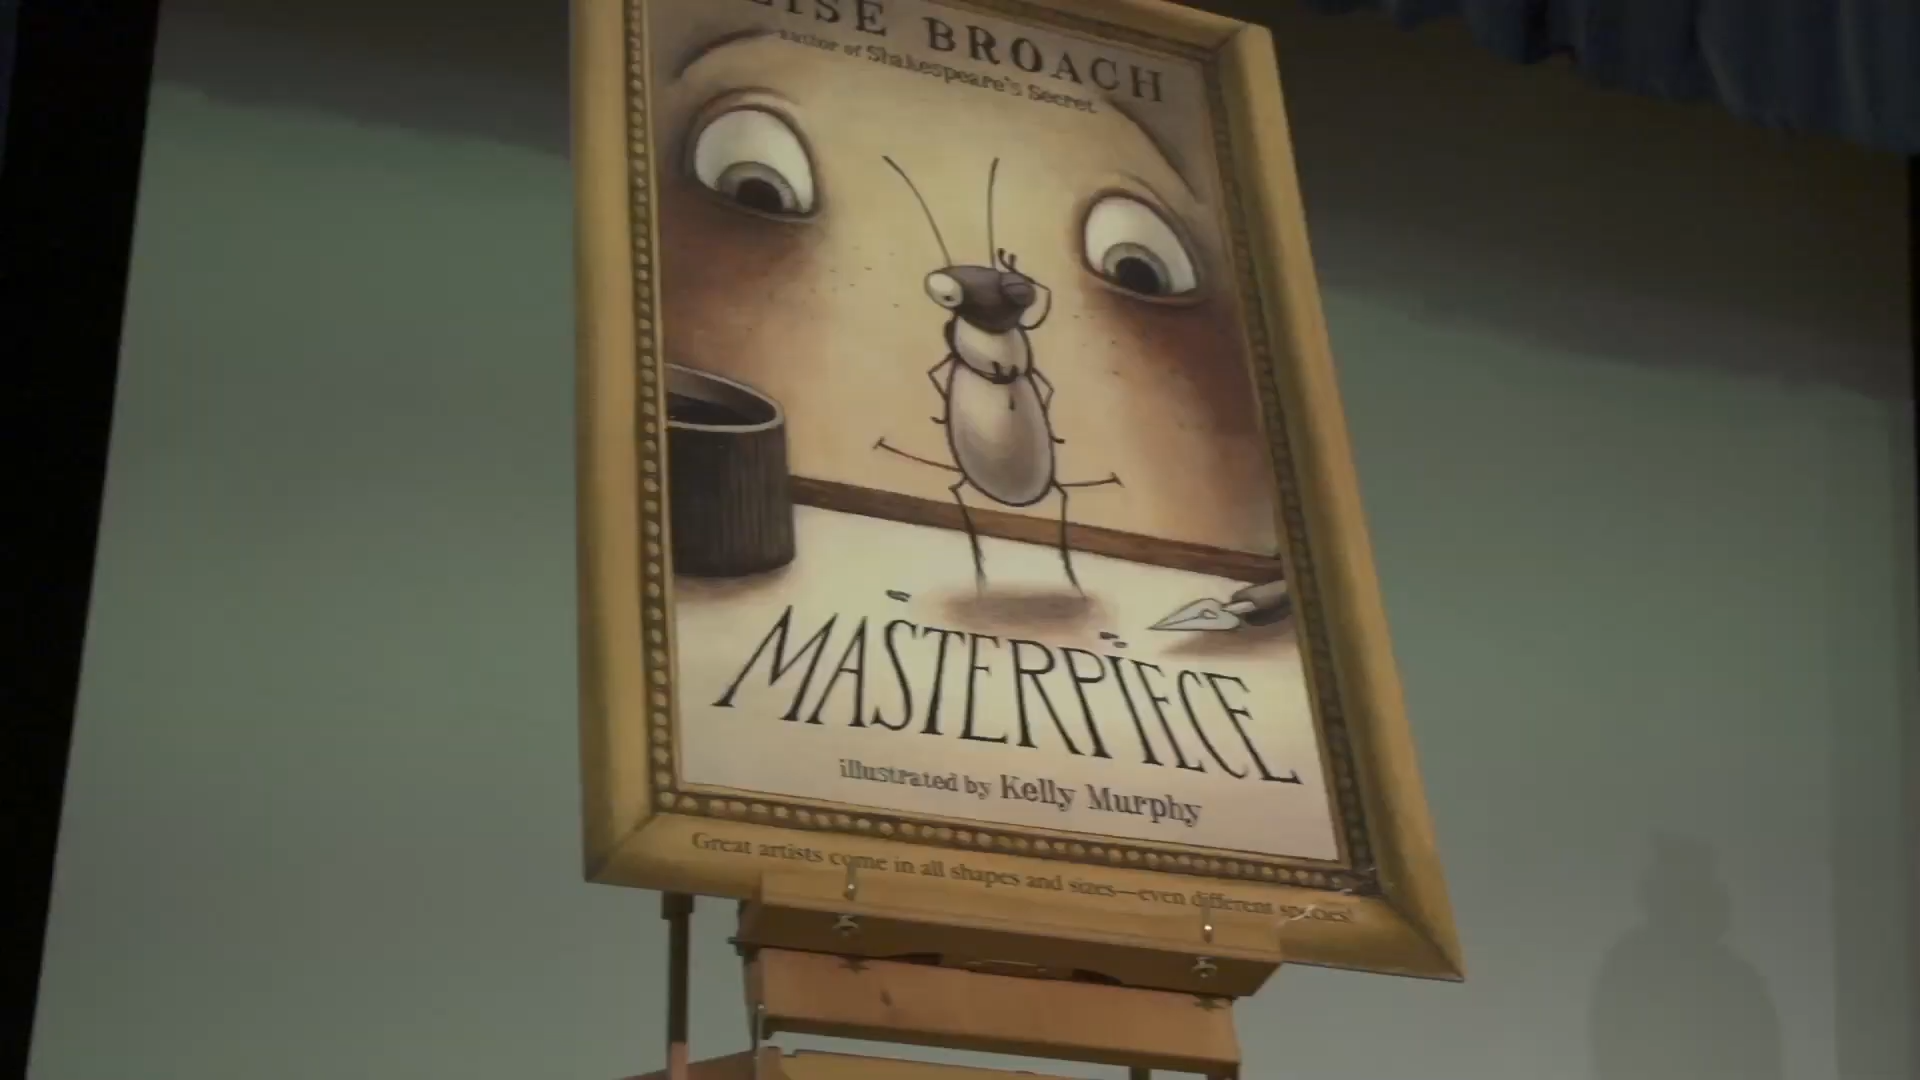 ELISE BROACH
author of Shakespeare's Secret
MASTERPIECE
illustrated by Kelly Murphy
Great artists come in all shapes and sizes—even different species!